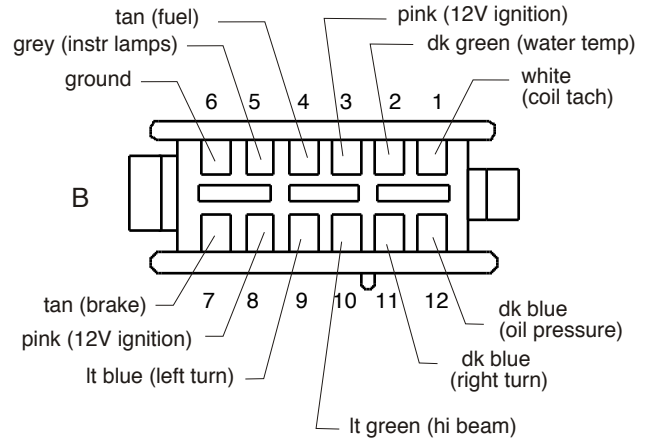 tan (fuel)
pink (12V ignition)
grey (instr lamps)
dk green (water temp)
ground
white
(coil tach)
6 5 4 3 2 1
B
7 8 9 10 11 12
tan (brake)
dk blue
(oil pressure)
pink (12V ignition)
dk blue
(right turn)
lt blue (left turn)
lt green (hi beam)